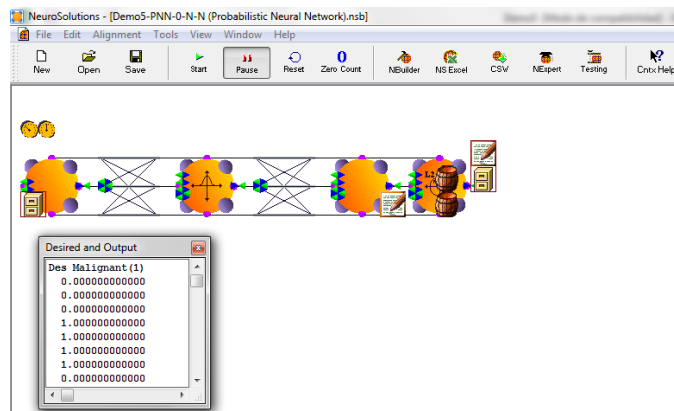 NeuroSolutions - [Demo5-PNN-0-N-N (Probabilistic Neural Network).nsb]
File Edit Alignment Tools View Window Help
New Open Save Start Pause Reset Zero Count NBuilder NS Excel CSV NExpert Testing Cntx Help
L2
Desired and Output
Des Malignant(1)
0.000000000000
0.000000000000
0.000000000000
1.000000000000
1.000000000000
1.000000000000
1.000000000000
0.000000000000